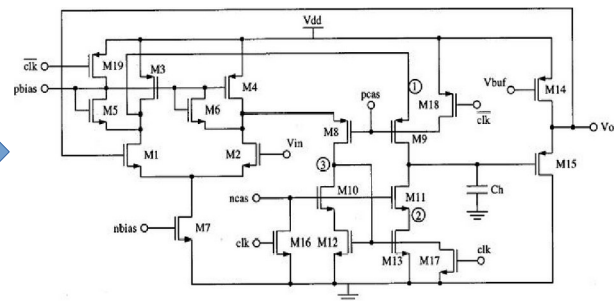 Vdd
clk M19 M3 M4 ① Vbuf M14
pbias pcas M18 clk
M5 M6 M8 M9 Vo
M1 M2 Vin ③ M15
ncas M10 M11 Ch
②
nbias M7 clk M16 M12 M13 M17 clk